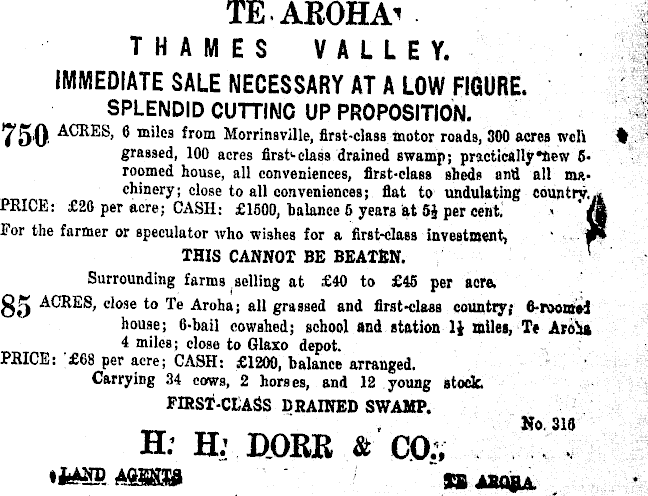 TE AROHA
THAMES VALLEY.
IMMEDIATE SALE NECESSARY AT A LOW FIGURE.
SPLENDID CUTTING UP PROPOSITION.
750 ACRES, 6 miles from Morrinsville, first-class motor roads, 300 acres well
grassed, 100 acres first-class drained swamp; practically new 5-
roomed house, all conveniences, first-class sheds and all ma-
chinery; close to all conveniences; flat to undulating country.
PRICE: £26 per acre; CASH: £1500, balance 5 years at 5½ per cent.
For the farmer or speculator who wishes for a first-class investment,
THIS CANNOT BE BEATEN.
Surrounding farms selling at £40 to £45 per acre.
85 ACRES, close to Te Aroha; all grassed and first-class country; 6-roomed
house; 6-bail cowshed; school and station 1½ miles, Te Aroha
4 miles; close to Glaxo depot.
PRICE: £68 per acre; CASH: £1200, balance arranged.
Carrying 34 cows, 2 horses, and 12 young stock.
FIRST-CLASS DRAINED SWAMP.
No. 316
H. H. DORR & CO.,
LAND AGENTS TE AROHA